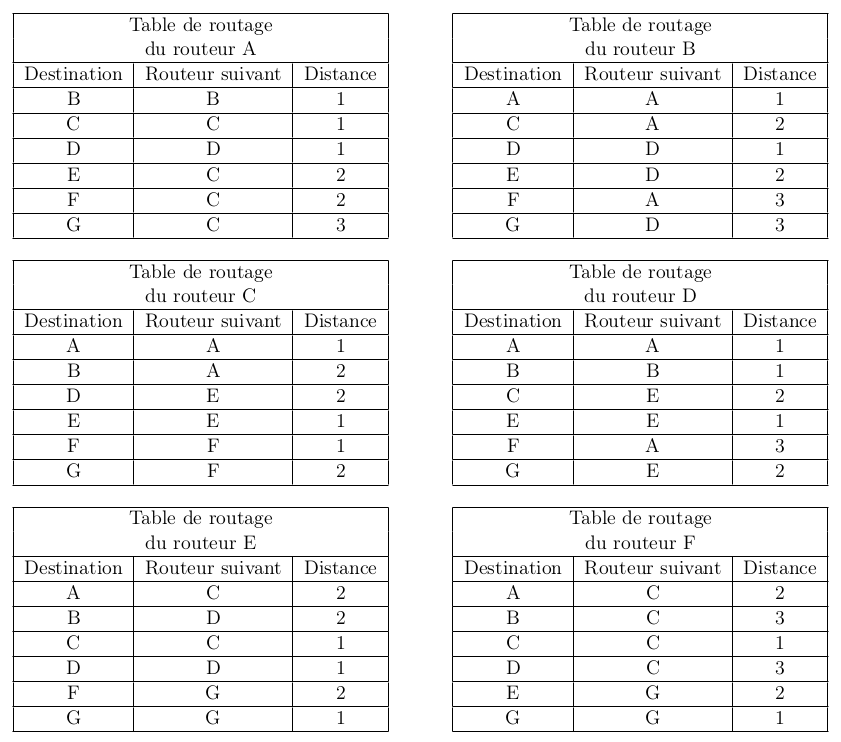 Table de routage
du routeur A
Destination Routeur suivant Distance
B B 1
C C 1
D D 1
E C 2
F C 2
G C 3
Table de routage
du routeur B
Destination Routeur suivant Distance
A A 1
C A 2
D D 1
E D 2
F A 3
G D 3
Table de routage
du routeur C
Destination Routeur suivant Distance
A A 1
B A 2
D E 2
E E 1
F F 1
G F 2
Table de routage
du routeur D
Destination Routeur suivant Distance
A A 1
B B 1
C E 2
E E 1
F A 3
G E 2
Table de routage
du routeur E
Destination Routeur suivant Distance
A C 2
B D 2
C C 1
D D 1
F G 2
G G 1
Table de routage
du routeur F
Destination Routeur suivant Distance
A C 2
B C 3
C C 1
D C 3
E G 2
G G 1